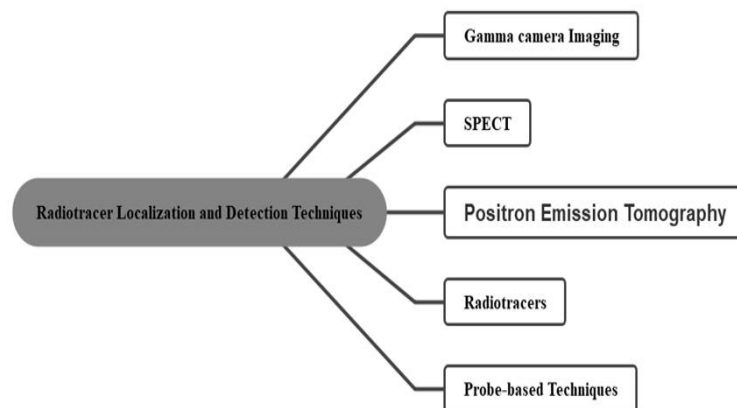 Gamma camera Imaging
SPECT
Radiotracer Localization and Detection Techniques
Positron Emission Tomography
Radiotracers
Probe-based Techniques